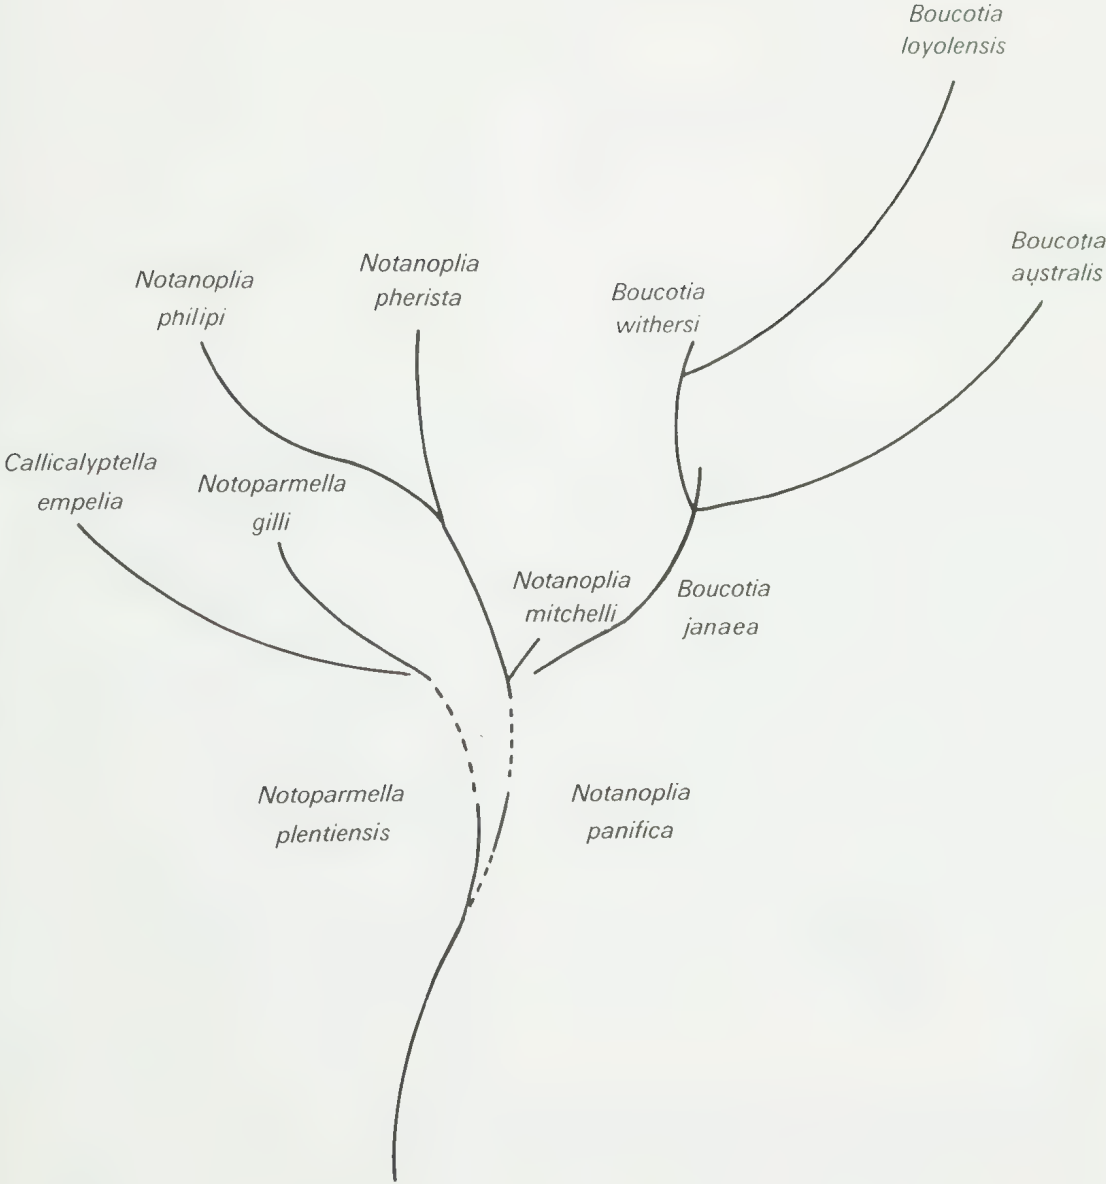 Boucotia
loyolensis
Boucotia
australis
Notanoplia
pherista
Notanoplia
philipi
Boucotia
withersi
Callicalyptella
empelia
Notoparmella
gilli
Notanoplia
mitchelli
Boucotia
janaea
Notoparmella
plentiensis
Notanoplia
panifica